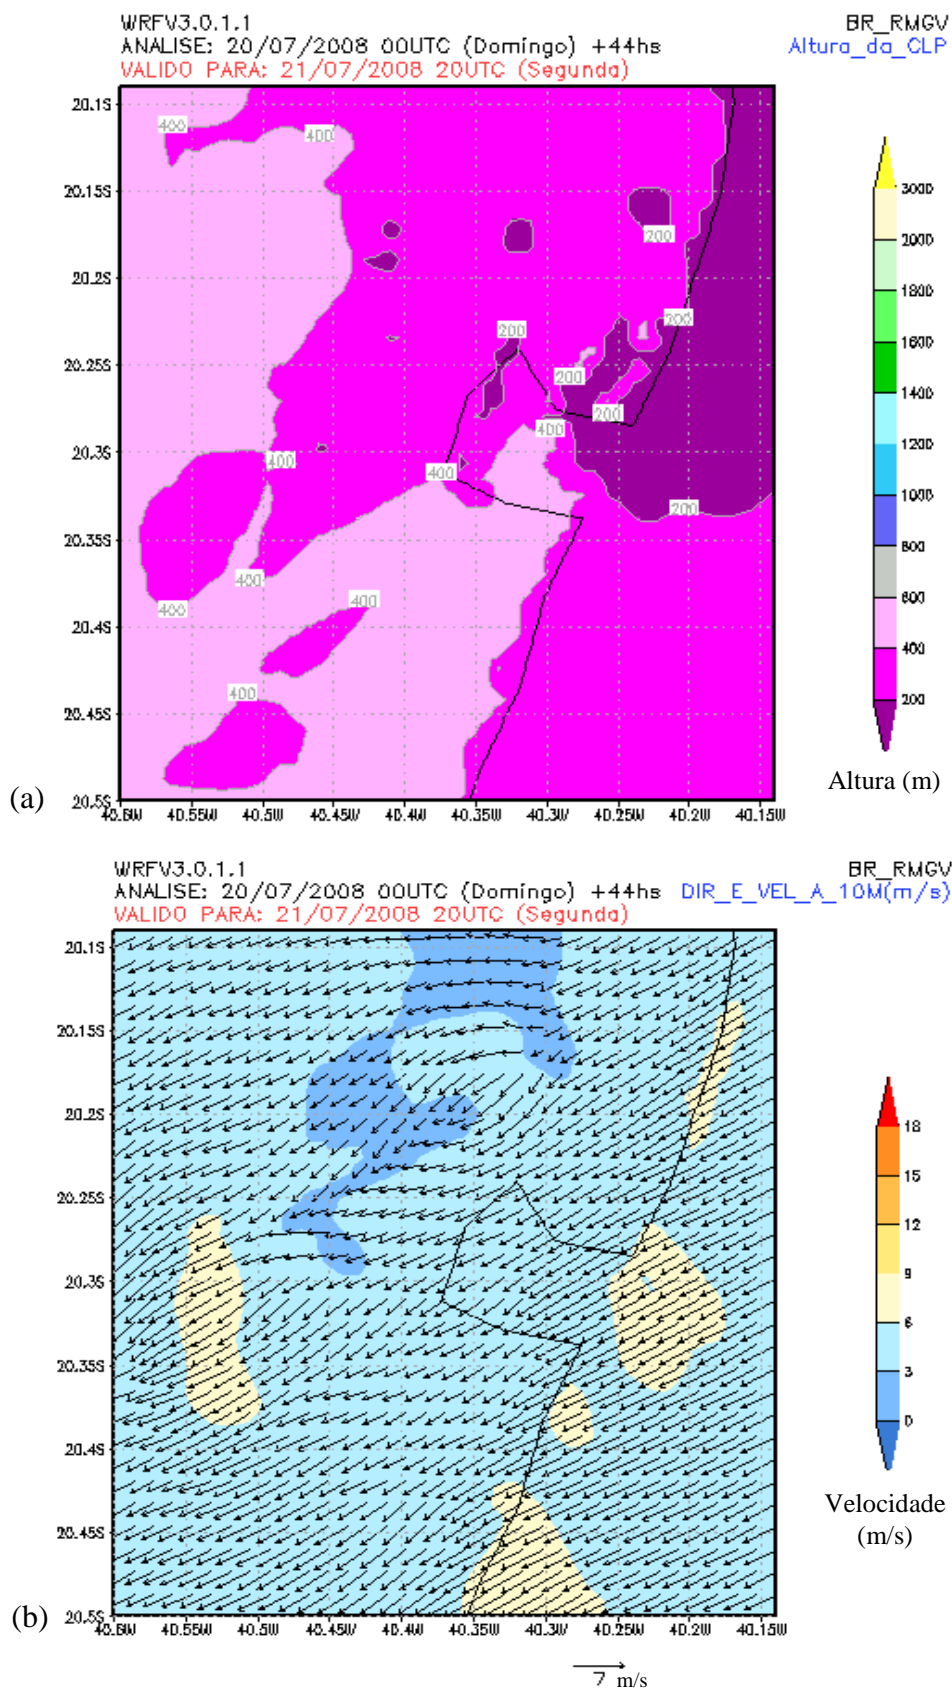 WRFV3.0.1.1 BR_RMGV
ANALISE: 20/07/2008 00UTC (Domingo) +44hs Altura_da_CLP
VALIDO PARA: 21/07/2008 20UTC (Segunda)
20.1S
20.15S
20.2S
20.25S
20.3S
20.35S
20.4S
20.45S
20.5S
400
400
200
200
200
200
200
400
400
400
200
400
400
400
400
40.6W 40.55W 40.5W 40.45W 40.4W 40.35W 40.3W 40.25W 40.2W 40.15W
3000
2000
1800
1600
1400
1200
1000
800
600
400
200
Altura (m)
(a)
WRFV3.0.1.1 BR_RMGV
ANALISE: 20/07/2008 00UTC (Domingo) +44hs DIR_E_VEL_A_10M(m/s)
VALIDO PARA: 21/07/2008 20UTC (Segunda)
20.1S
20.15S
20.2S
20.25S
20.3S
20.35S
20.4S
20.45S
20.5S
40.6W 40.55W 40.5W 40.45W 40.4W 40.35W 40.3W 40.25W 40.2W 40.15W
18
15
12
9
6
3
0
Velocidade
(m/s)
(b)
7 m/s